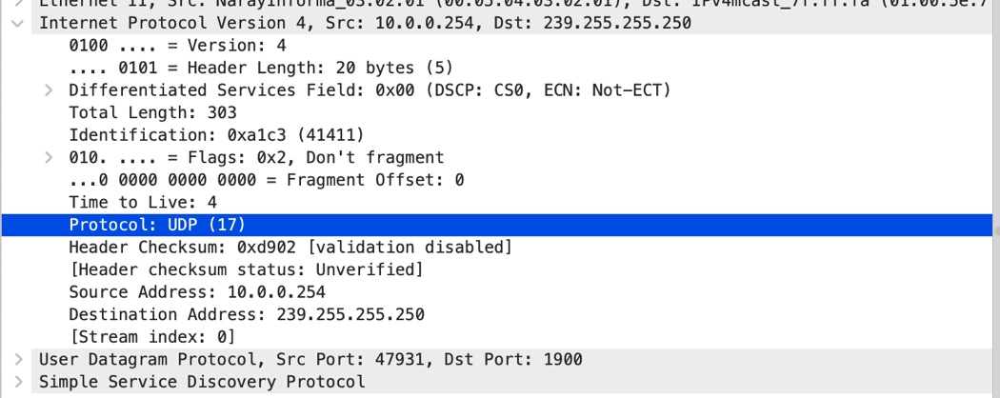 Ethernet II, Src: NarayInforma_03:02:01 (00:05:04:03:02:01), Dst: IPv4mcast_7f:ff:fa (01:00:5e:7
Internet Protocol Version 4, Src: 10.0.0.254, Dst: 239.255.255.250
0100 .... = Version: 4
.... 0101 = Header Length: 20 bytes (5)
Differentiated Services Field: 0x00 (DSCP: CS0, ECN: Not-ECT)
Total Length: 303
Identification: 0xa1c3 (41411)
010. .... = Flags: 0x2, Don't fragment
...0 0000 0000 0000 = Fragment Offset: 0
Time to Live: 4
Protocol: UDP (17)
Header Checksum: 0xd902 [validation disabled]
[Header checksum status: Unverified]
Source Address: 10.0.0.254
Destination Address: 239.255.255.250
[Stream index: 0]
User Datagram Protocol, Src Port: 47931, Dst Port: 1900
Simple Service Discovery Protocol